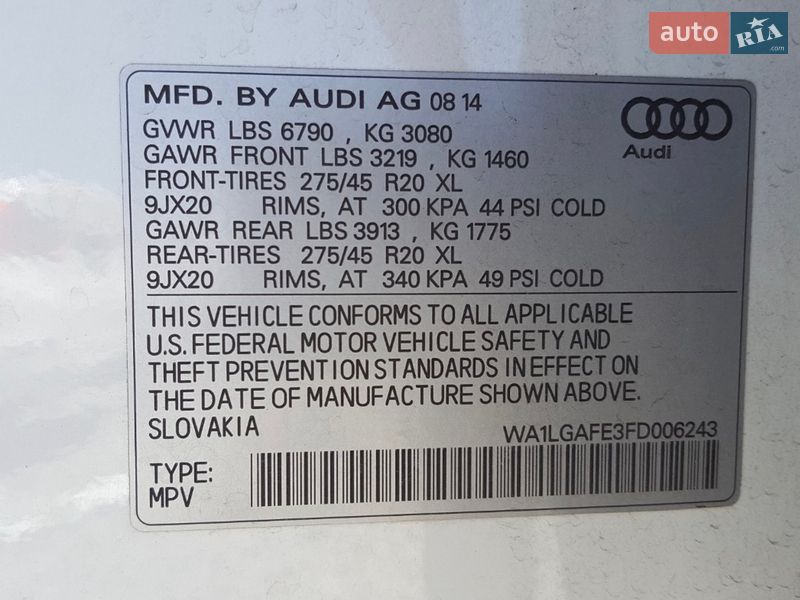 auto RIA .com
MFD. BY AUDI AG 08 14
GVWR LBS 6790 , KG 3080
GAWR FRONT LBS 3219 , KG 1460
Audi
FRONT-TIRES 275/45 R20 XL
9JX20 RIMS, AT 300 KPA 44 PSI COLD
GAWR REAR LBS 3913 , KG 1775
REAR-TIRES 275/45 R20 XL
9JX20 RIMS, AT 340 KPA 49 PSI COLD
THIS VEHICLE CONFORMS TO ALL APPLICABLE
U.S. FEDERAL MOTOR VEHICLE SAFETY AND
THEFT PREVENTION STANDARDS IN EFFECT ON
THE DATE OF MANUFACTURE SHOWN ABOVE.
SLOVAKIA WA1LGAFE3FD006243
TYPE:
MPV